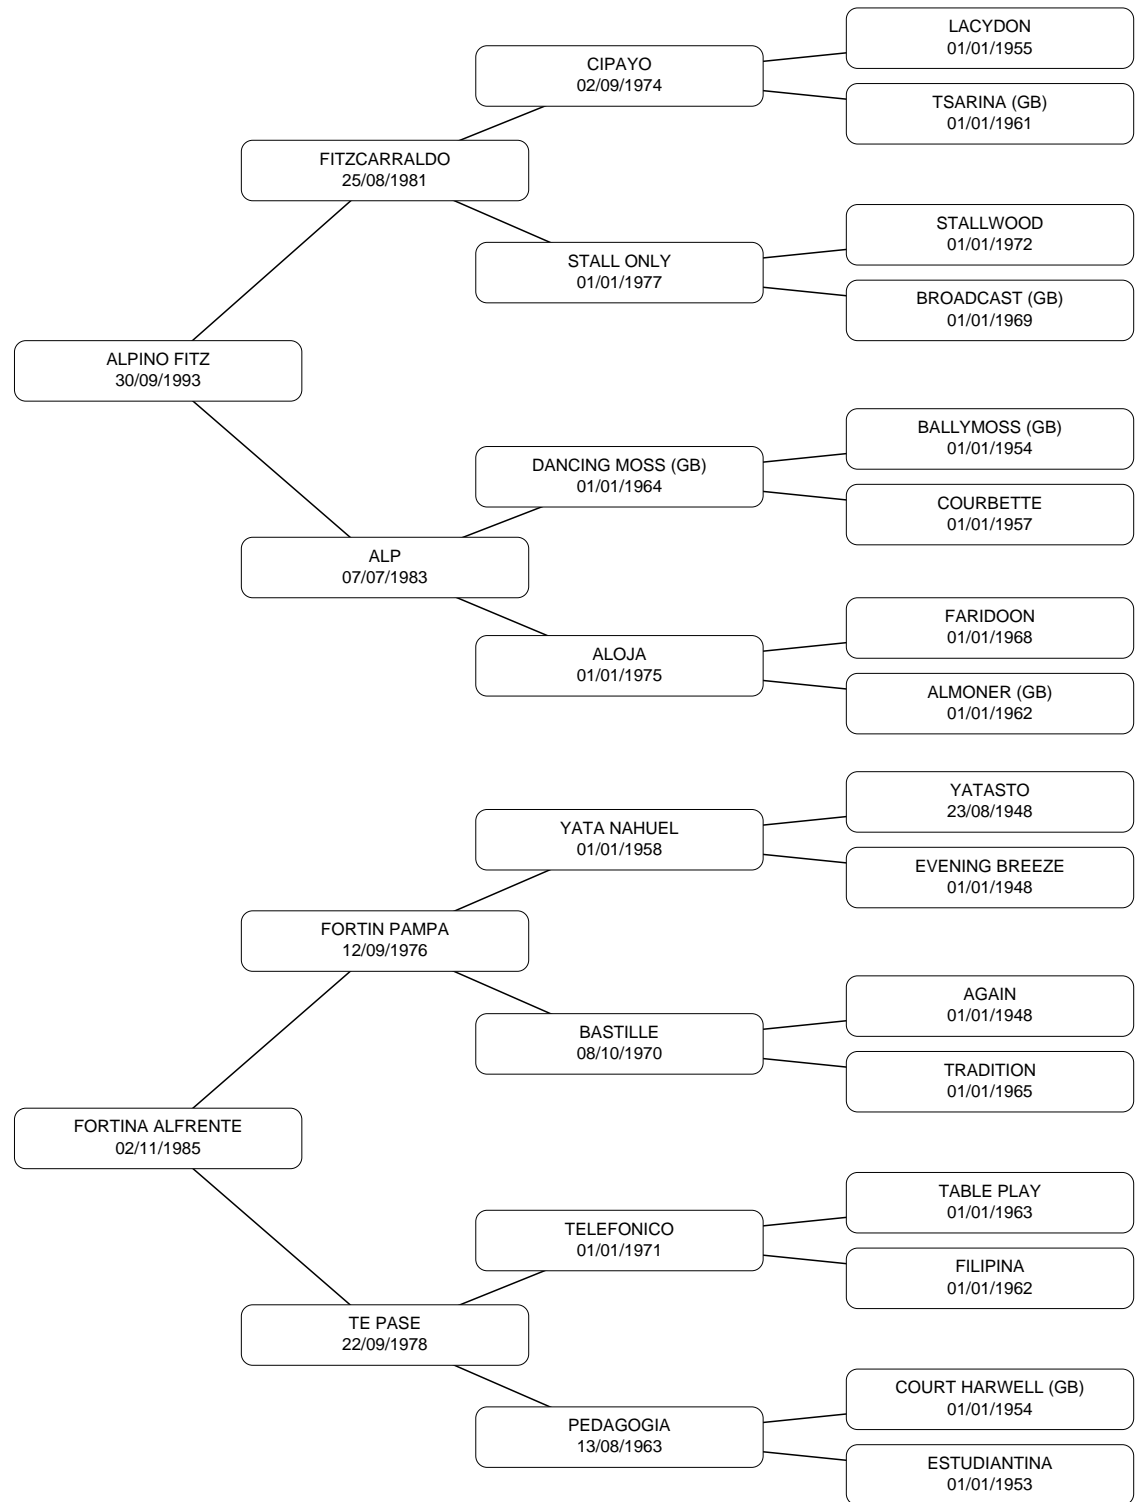 LACYDON
01/01/1955
CIPAYO
02/09/1974
TSARINA (GB)
01/01/1961
FITZCARRALDO
25/08/1981
STALLWOOD
01/01/1972
STALL ONLY
01/01/1977
BROADCAST (GB)
01/01/1969
ALPINO FITZ
30/09/1993
BALLYMOSS (GB)
01/01/1954
DANCING MOSS (GB)
01/01/1964
COURBETTE
01/01/1957
ALP
07/07/1983
FARIDOON
01/01/1968
ALOJA
01/01/1975
ALMONER (GB)
01/01/1962
YATASTO
23/08/1948
YATA NAHUEL
01/01/1958
EVENING BREEZE
01/01/1948
FORTIN PAMPA
12/09/1976
AGAIN
01/01/1948
BASTILLE
08/10/1970
TRADITION
01/01/1965
FORTINA ALFRENTE
02/11/1985
TABLE PLAY
01/01/1963
TELEFONICO
01/01/1971
FILIPINA
01/01/1962
TE PASE
22/09/1978
COURT HARWELL (GB)
01/01/1954
PEDAGOGIA
13/08/1963
ESTUDIANTINA
01/01/1953